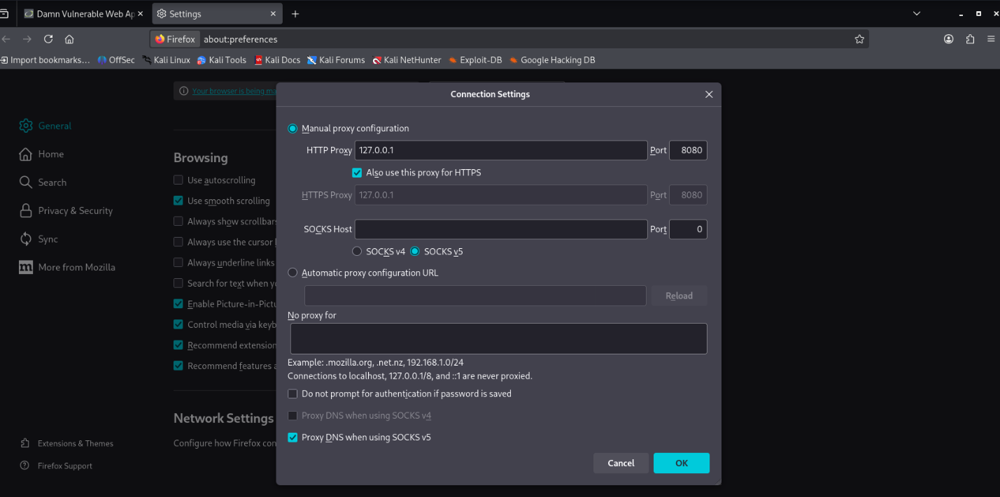 Damn Vulnerable Web Ap
Settings
Firefox about:preferences
Import bookmarks... OffSec Kali Linux Kali Tools Kali Docs Kali Forums Kali NetHunter Exploit-DB Google Hacking DB
Your browser is being ma
General
Home
Search
Privacy & Security
Sync
More from Mozilla
Extensions & Themes
Firefox Support
Browsing
Use autoscrolling
Use smooth scrolling
Always show scrollbars
Always use the cursor
Always underline links
Search for text when yo
Enable Picture-in-Pictu
Control media via keyb
Recommend extension
Recommend features a
Network Settings
Configure how Firefox con
Connection Settings
Manual proxy configuration
HTTP Proxy 127.0.0.1 Port 8080
Also use this proxy for HTTPS
HTTPS Proxy 127.0.0.1 Port 8080
SOCKS Host Port 0
SOCKS v4 SOCKS v5
Automatic proxy configuration URL
Reload
No proxy for
Example: .mozilla.org, .net.nz, 192.168.1.0/24
Connections to localhost, 127.0.0.1/8, and ::1 are never proxied.
Do not prompt for authentication if password is saved
Proxy DNS when using SOCKS v4
Proxy DNS when using SOCKS v5
Cancel OK